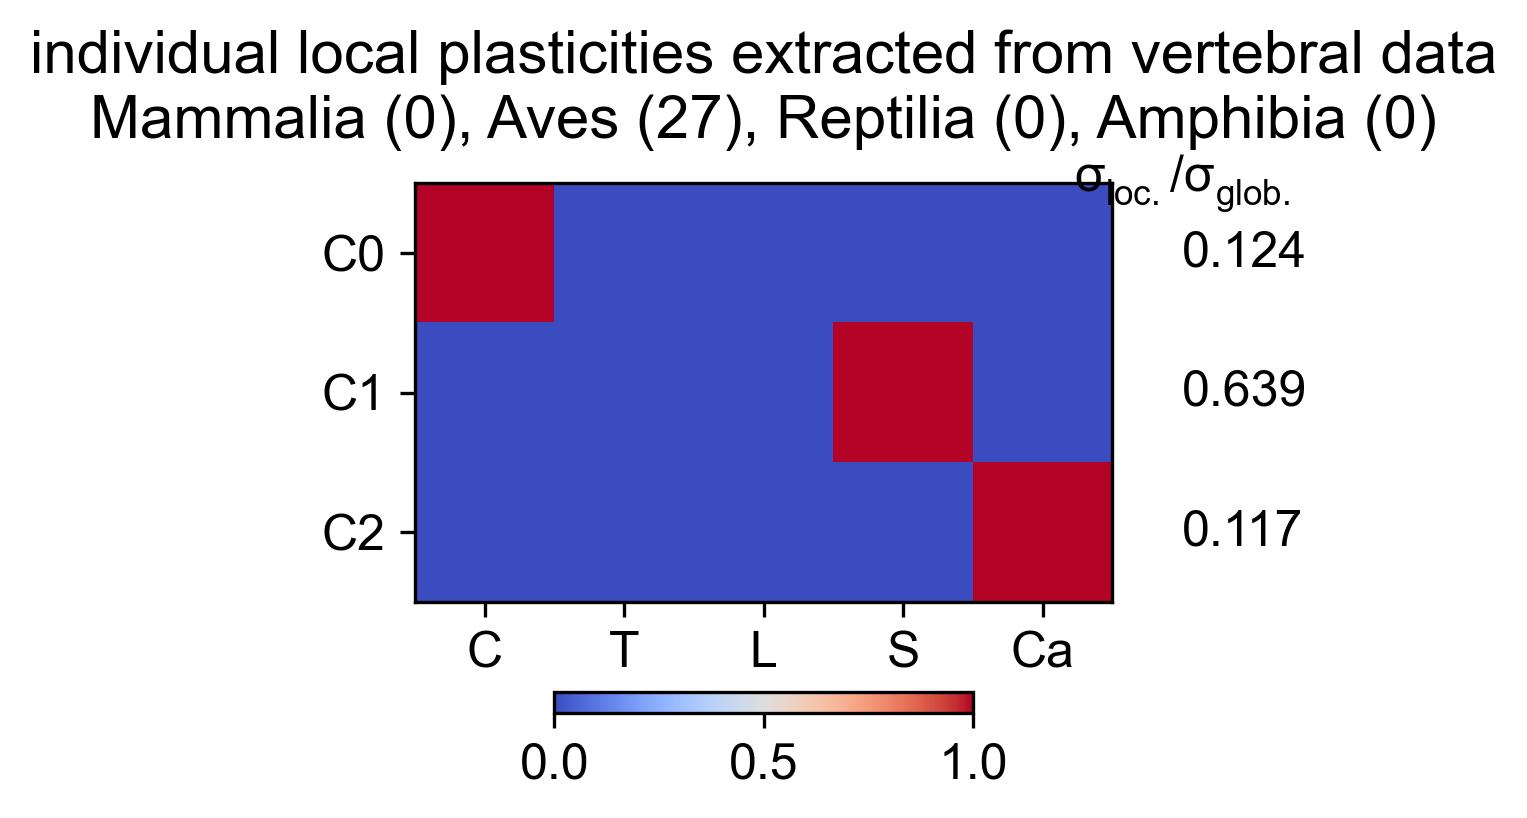 individual local plasticities extracted from vertebral data
Mammalia (0), Aves (27), Reptilia (0), Amphibia (0)
σloc. /σglob.
C0 0.124
C1 0.639
C2 0.117
C T L S Ca
0.0 0.5 1.0